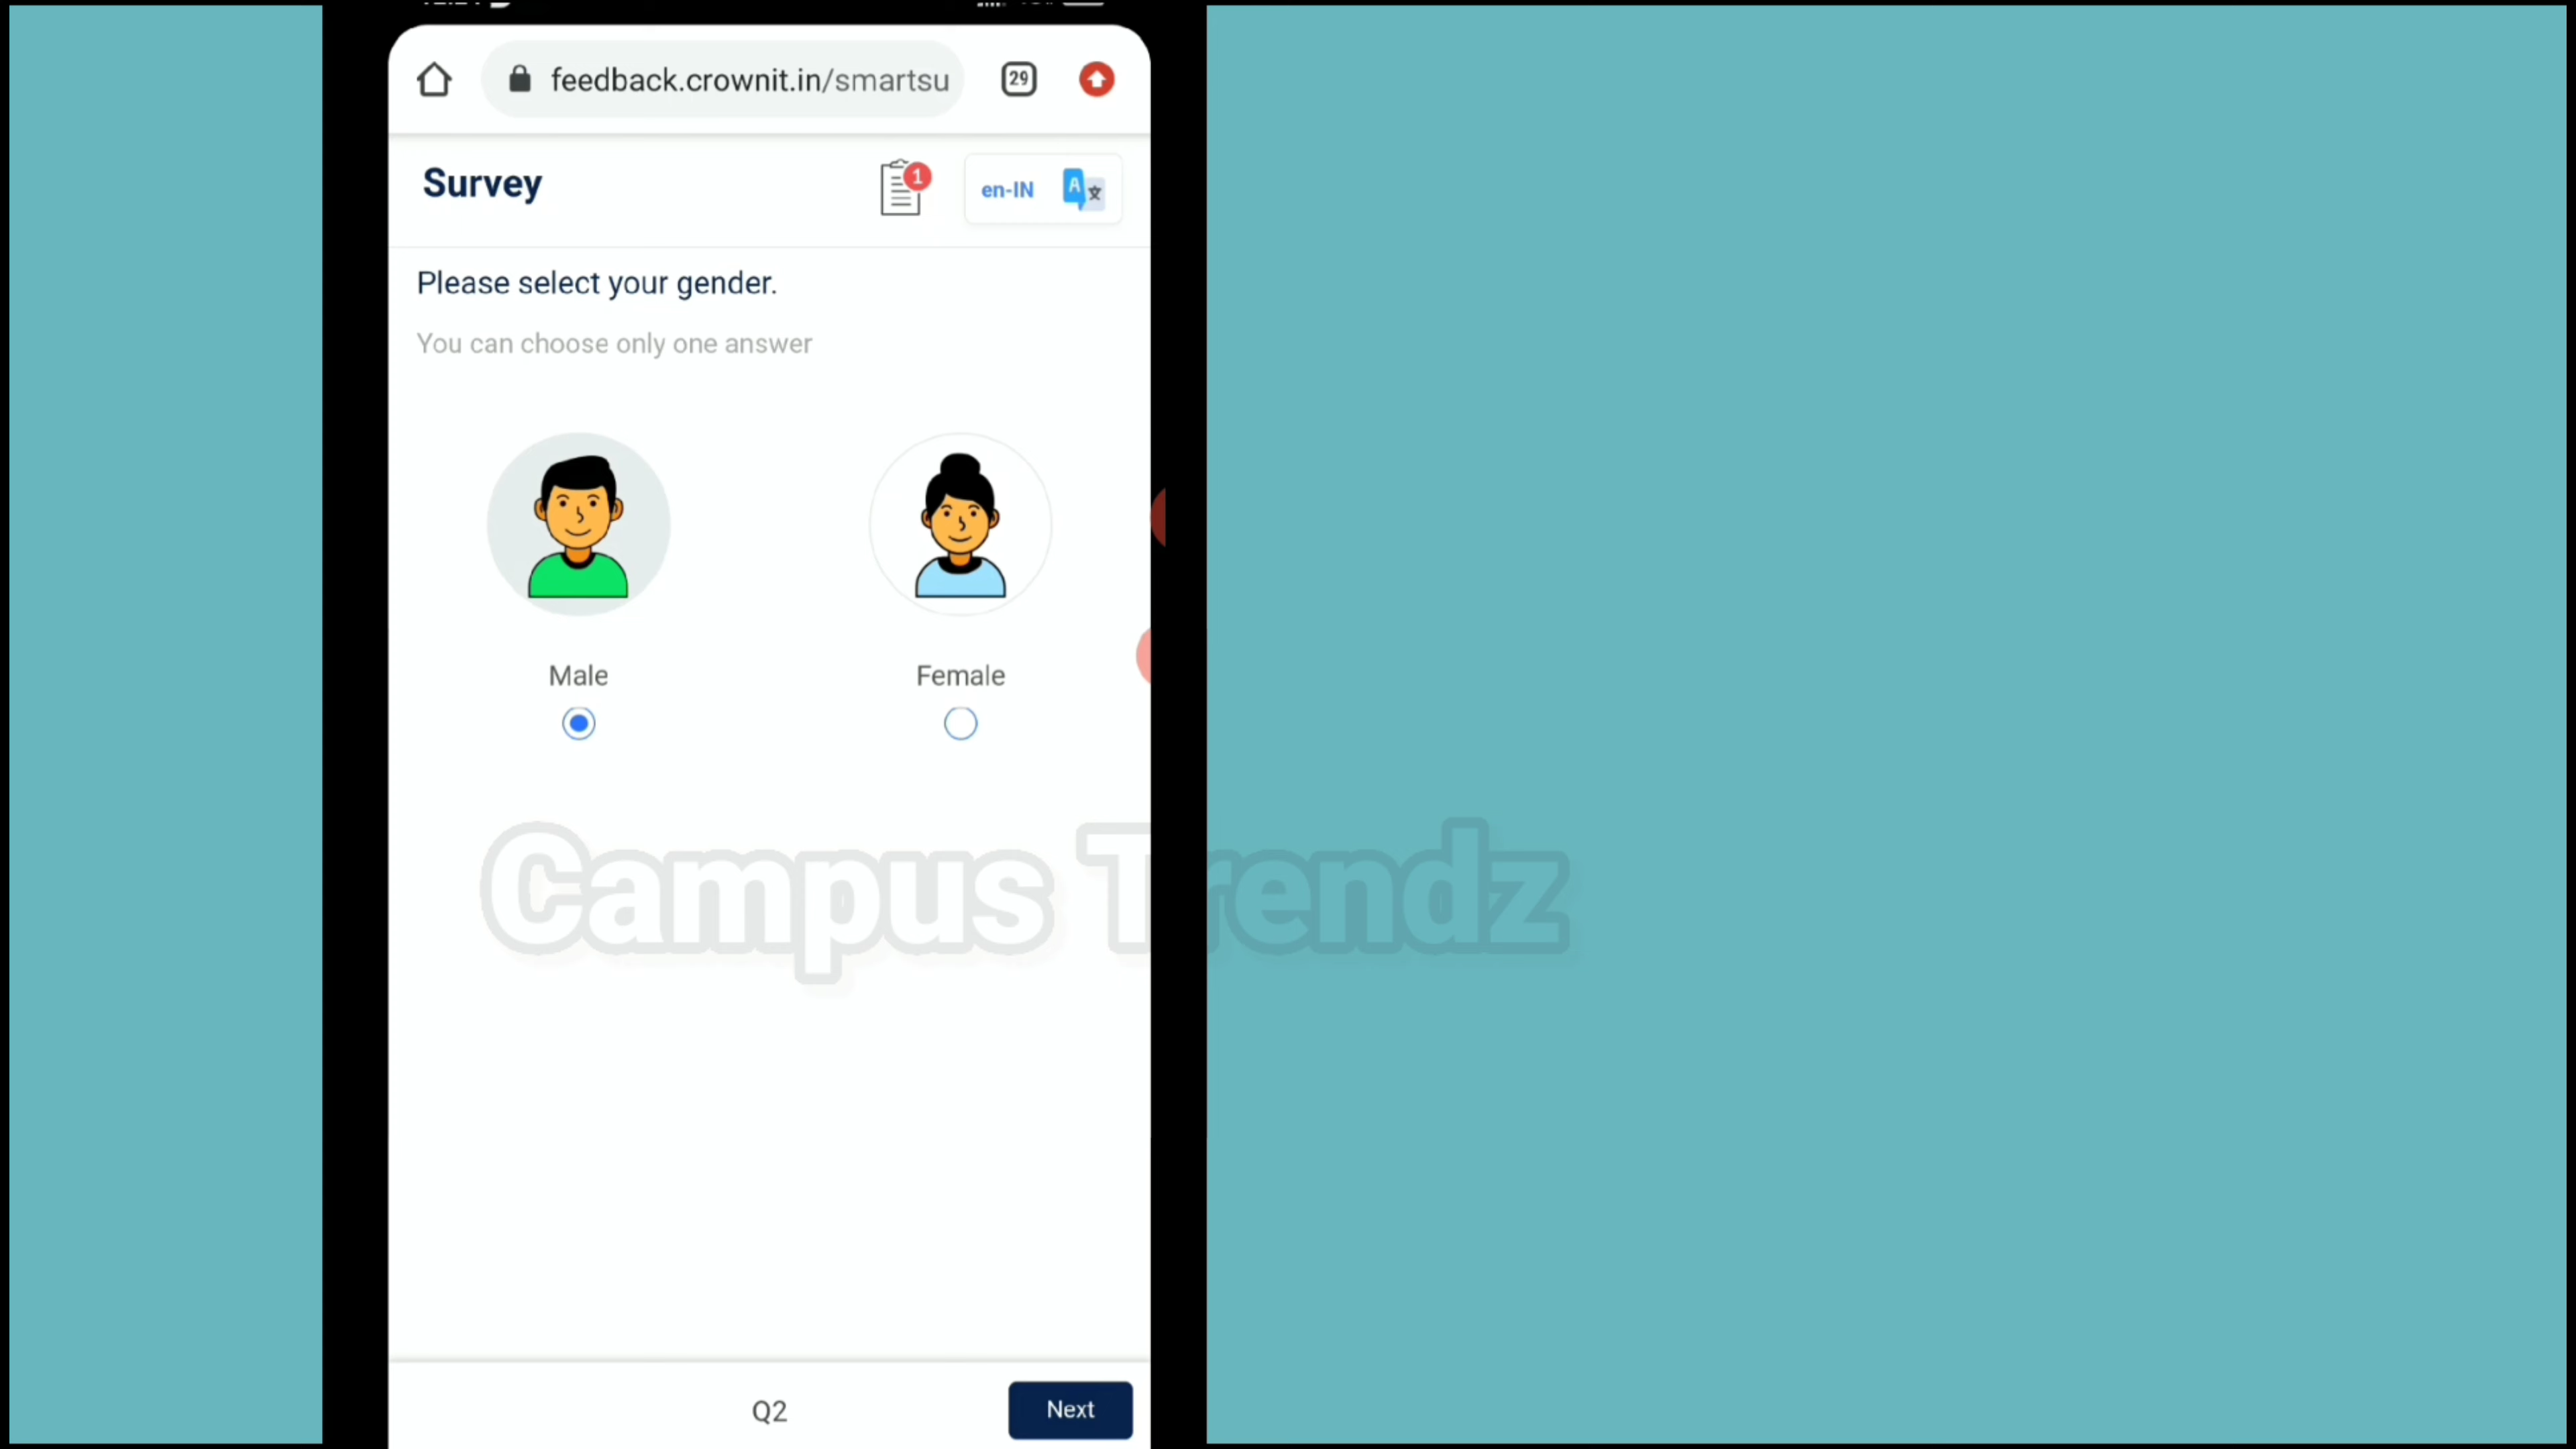 feedback.crownit.in/smartsu
29
Survey
1
en-IN
A
Please select your gender.
You can choose only one answer
Male
Female
Campus Trendz
Q2
Next